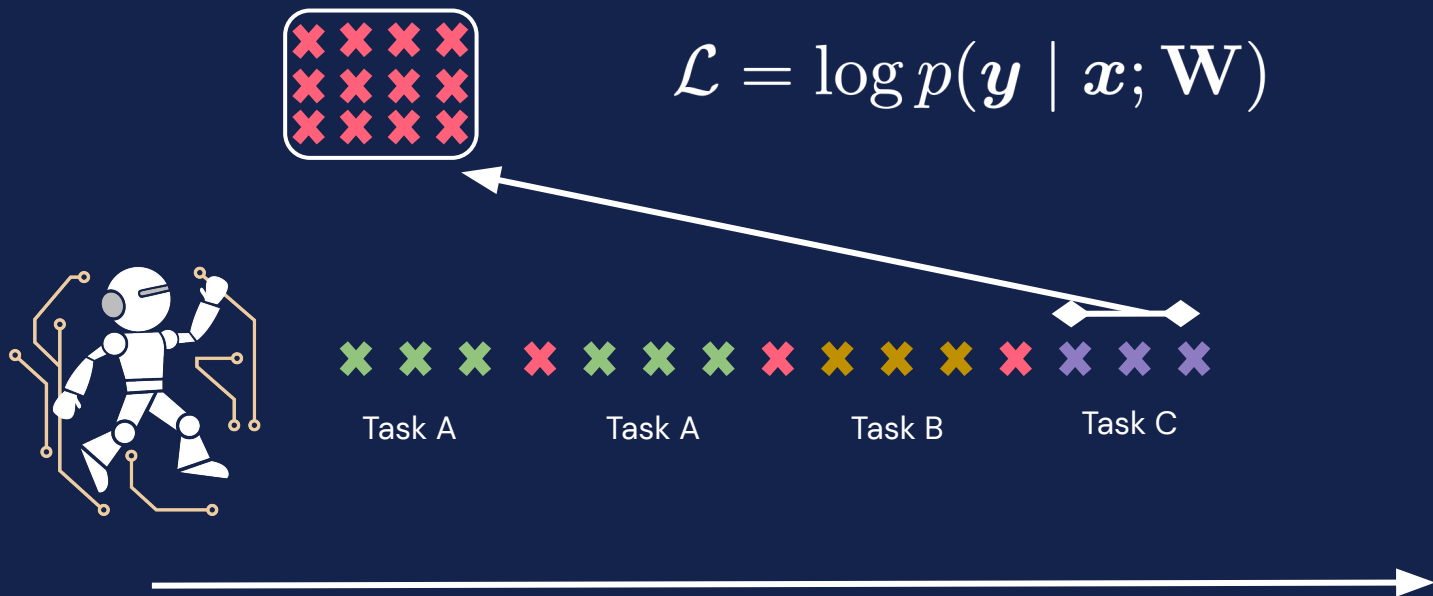 ℒ = log p(y | x; W)
Task A
Task A
Task B
Task C